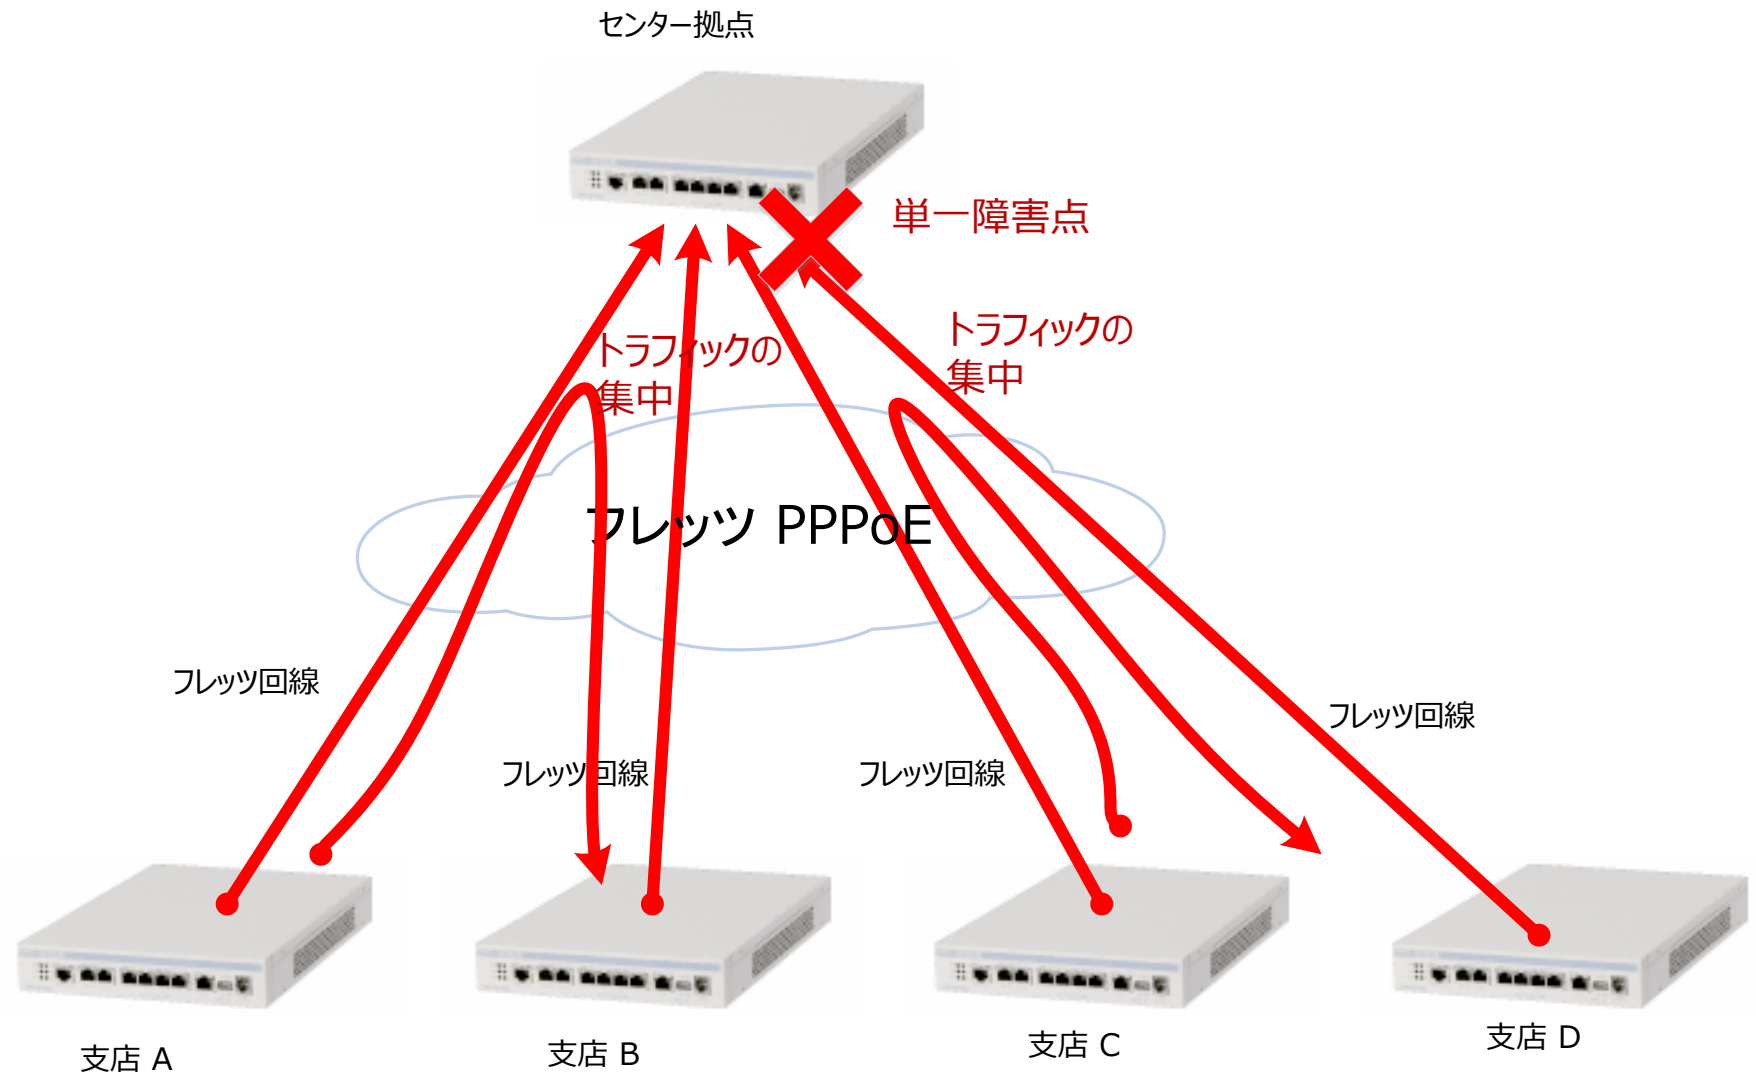 センター拠点
単一障害点
トラフィックの
集中
トラフィックの
集中
フレッツ PPPoE
フレッツ回線
フレッツ回線
フレッツ回線
フレッツ回線
支店 A
支店 B
支店 C
支店 D